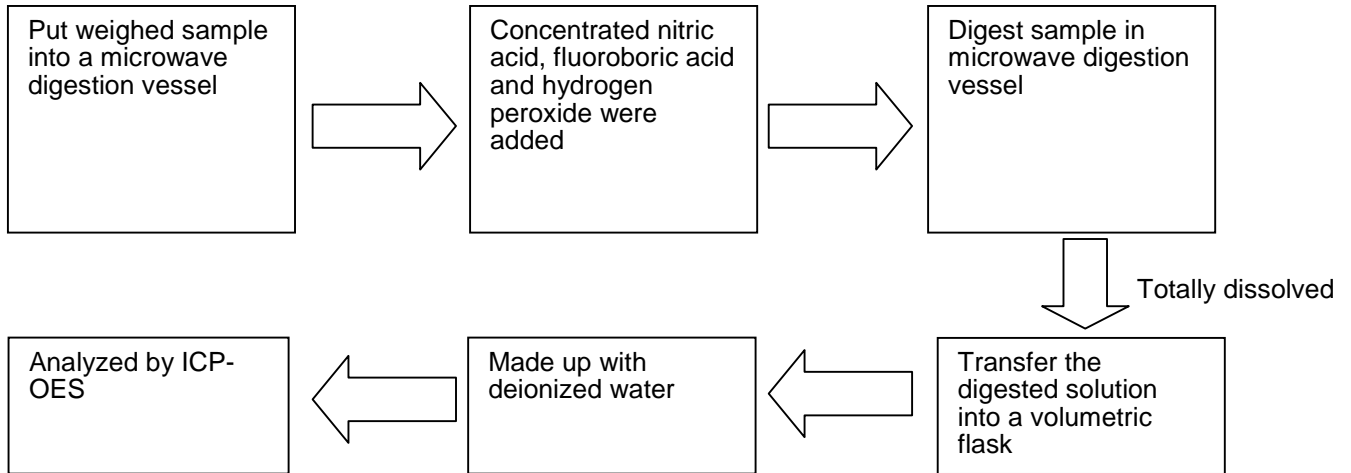 Put weighed sample
into a microwave
digestion vessel
Concentrated nitric
acid, fluoroboric acid
and hydrogen
peroxide were
added
Digest sample in
microwave digestion
vessel
Totally dissolved
Transfer the
digested solution
into a volumetric
flask
Made up with
deionized water
Analyzed by ICP-
OES